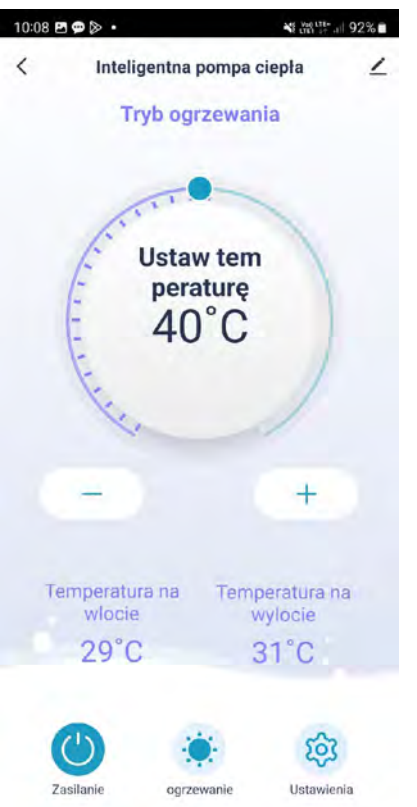 10:08
92%
Inteligentna pompa ciepła
Tryb ogrzewania
Ustaw tem
peraturę
40°C
Temperatura na
wlocie
29°C
Temperatura na
wylocie
31°C
Zasilanie
ogrzewanie
Ustawienia